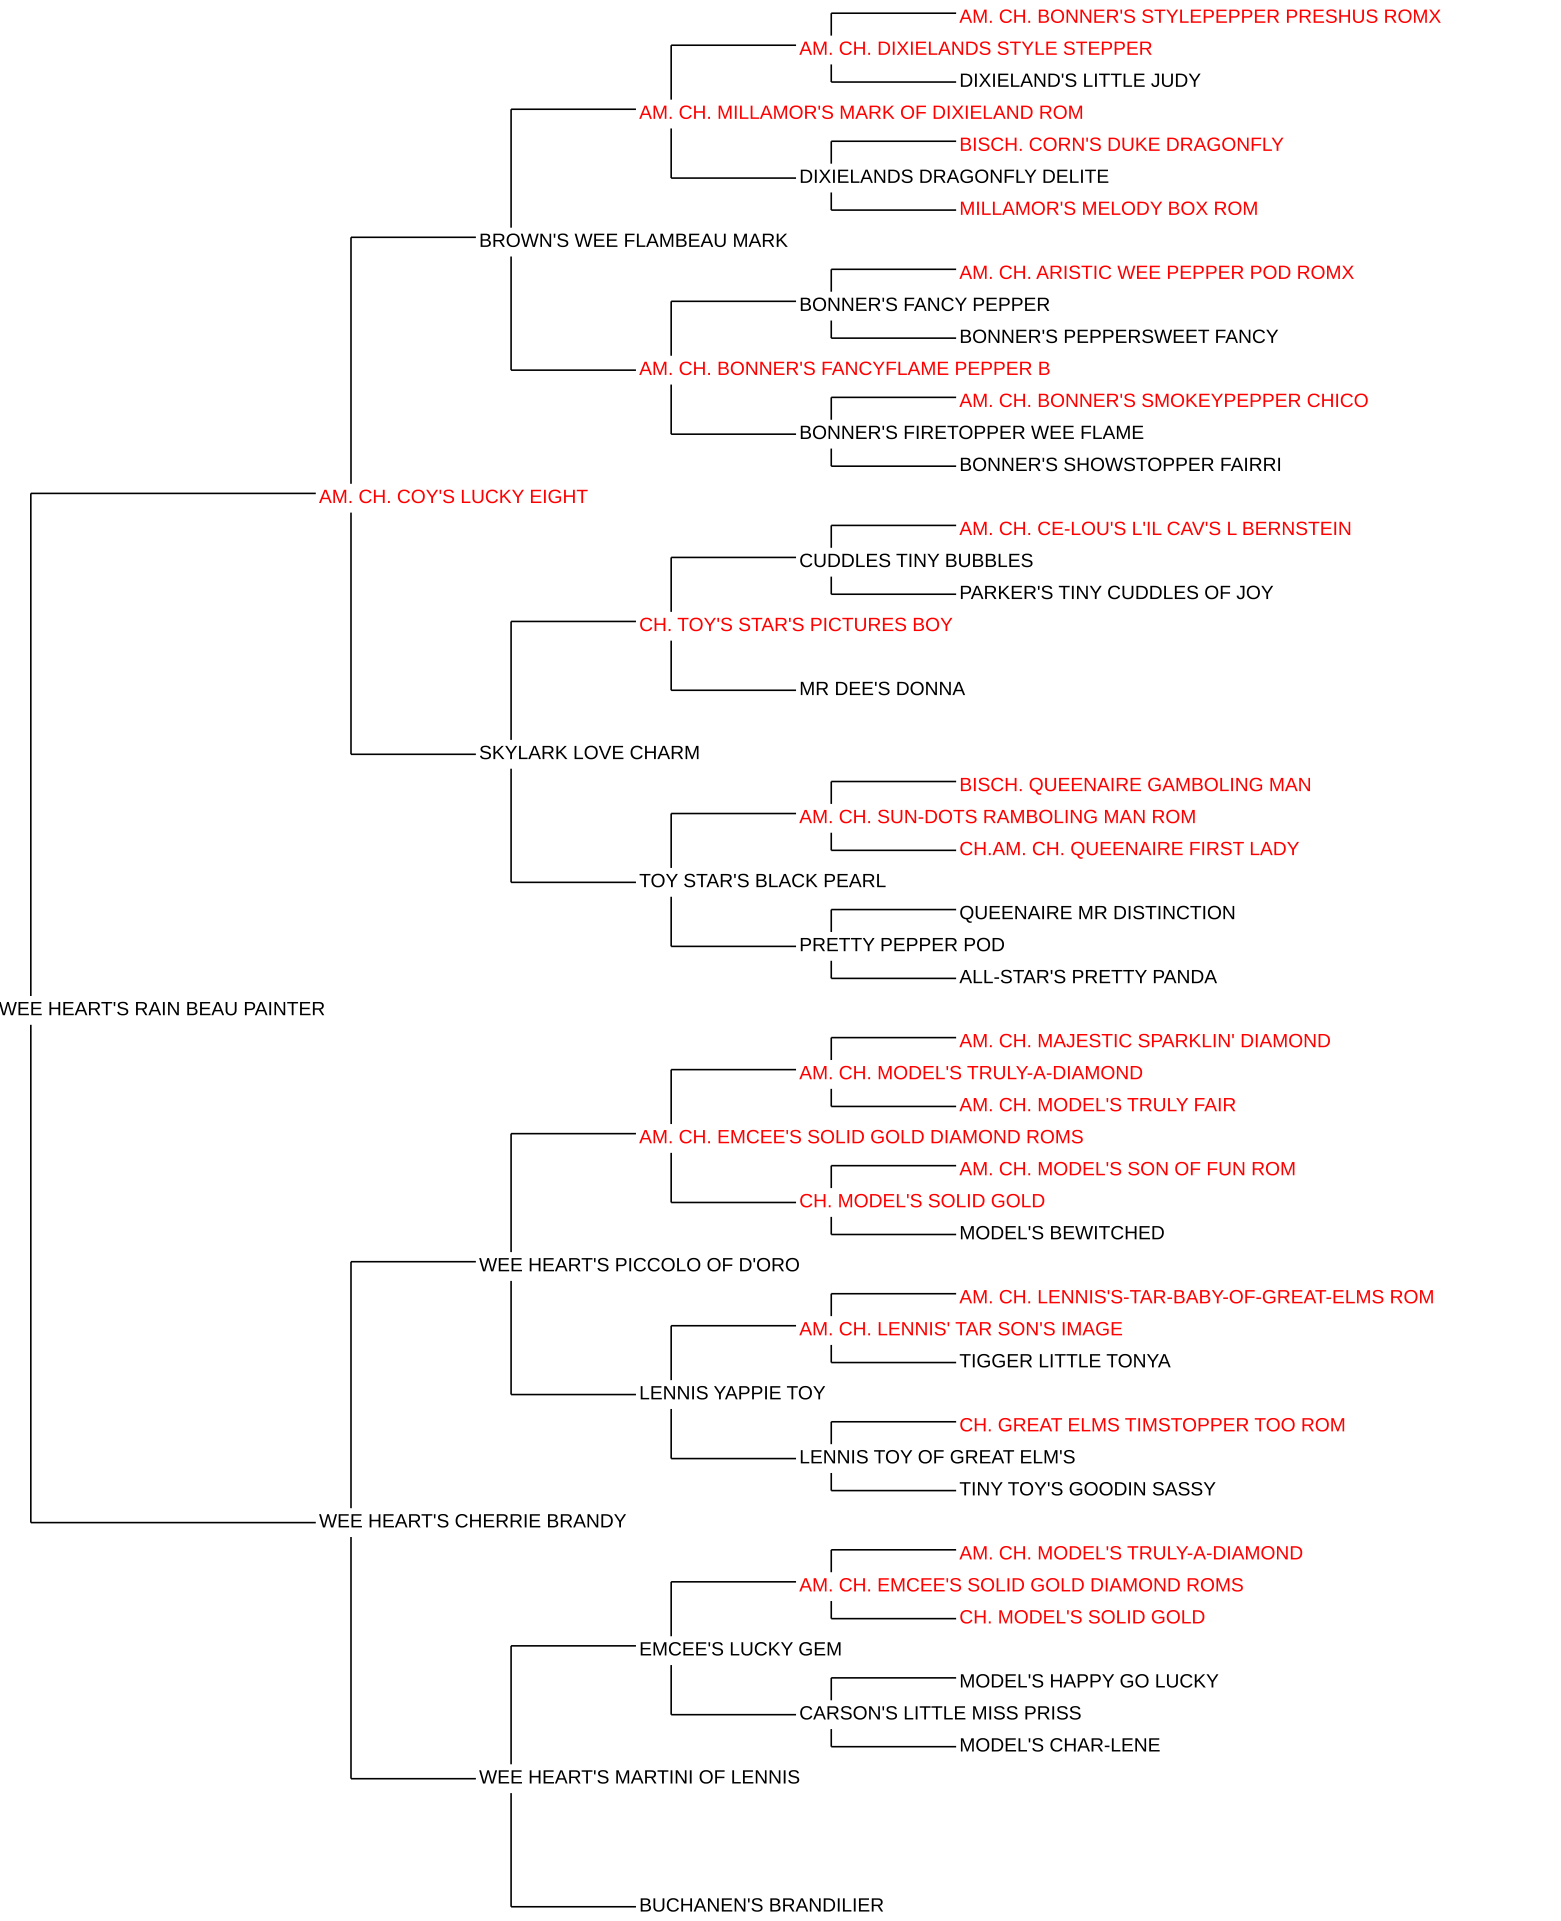 AM. CH. BONNER'S STYLEPEPPER PRESHUS ROMX
AM. CH. DIXIELANDS STYLE STEPPER
DIXIELAND'S LITTLE JUDY
AM. CH. MILLAMOR'S MARK OF DIXIELAND ROM
BISCH. CORN'S DUKE DRAGONFLY
DIXIELANDS DRAGONFLY DELITE
MILLAMOR'S MELODY BOX ROM
BROWN'S WEE FLAMBEAU MARK
AM. CH. ARISTIC WEE PEPPER POD ROMX
BONNER'S FANCY PEPPER
BONNER'S PEPPERSWEET FANCY
AM. CH. BONNER'S FANCYFLAME PEPPER B
AM. CH. BONNER'S SMOKEYPEPPER CHICO
BONNER'S FIRETOPPER WEE FLAME
BONNER'S SHOWSTOPPER FAIRRI
AM. CH. COY'S LUCKY EIGHT
AM. CH. CE-LOU'S L'IL CAV'S L BERNSTEIN
CUDDLES TINY BUBBLES
PARKER'S TINY CUDDLES OF JOY
CH. TOY'S STAR'S PICTURES BOY
MR DEE'S DONNA
SKYLARK LOVE CHARM
BISCH. QUEENAIRE GAMBOLING MAN
AM. CH. SUN-DOTS RAMBOLING MAN ROM
CH.AM. CH. QUEENAIRE FIRST LADY
TOY STAR'S BLACK PEARL
QUEENAIRE MR DISTINCTION
PRETTY PEPPER POD
ALL-STAR'S PRETTY PANDA
WEE HEART'S RAIN BEAU PAINTER
AM. CH. MAJESTIC SPARKLIN' DIAMOND
AM. CH. MODEL'S TRULY-A-DIAMOND
AM. CH. MODEL'S TRULY FAIR
AM. CH. EMCEE'S SOLID GOLD DIAMOND ROMS
AM. CH. MODEL'S SON OF FUN ROM
CH. MODEL'S SOLID GOLD
MODEL'S BEWITCHED
WEE HEART'S PICCOLO OF D'ORO
AM. CH. LENNIS'S-TAR-BABY-OF-GREAT-ELMS ROM
AM. CH. LENNIS' TAR SON'S IMAGE
TIGGER LITTLE TONYA
LENNIS YAPPIE TOY
CH. GREAT ELMS TIMSTOPPER TOO ROM
LENNIS TOY OF GREAT ELM'S
TINY TOY'S GOODIN SASSY
WEE HEART'S CHERRIE BRANDY
AM. CH. MODEL'S TRULY-A-DIAMOND
AM. CH. EMCEE'S SOLID GOLD DIAMOND ROMS
CH. MODEL'S SOLID GOLD
EMCEE'S LUCKY GEM
MODEL'S HAPPY GO LUCKY
CARSON'S LITTLE MISS PRISS
MODEL'S CHAR-LENE
WEE HEART'S MARTINI OF LENNIS
BUCHANEN'S BRANDILIER